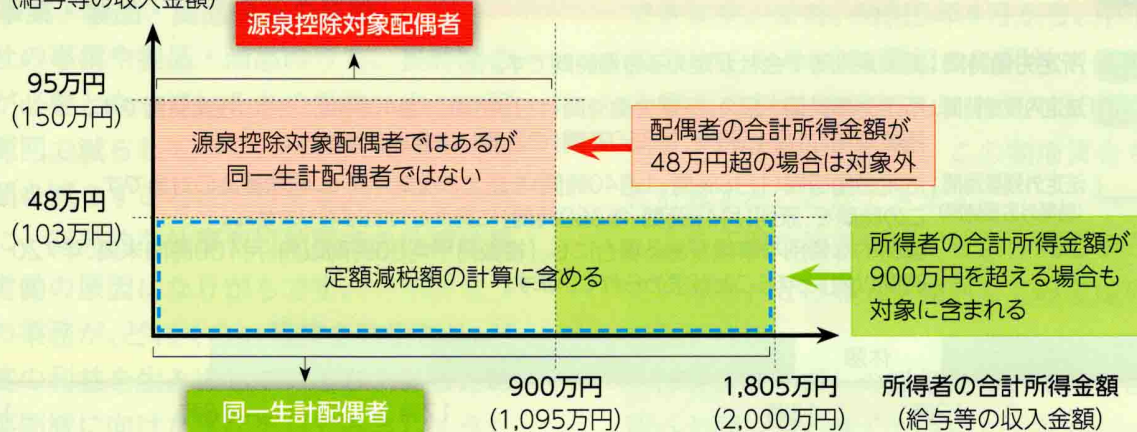 (給与等の収入金額)
源泉控除対象配偶者
95万円
(150万円)
源泉控除対象配偶者ではあるが
同一生計配偶者ではない
配偶者の合計所得金額が
48万円超の場合は対象外
48万円
(103万円)
定額減税額の計算に含める
所得者の合計所得金額が
900万円を超える場合も
対象に含まれる
同一生計配偶者
900万円
(1,095万円)
1,805万円
(2,000万円)
所得者の合計所得金額
(給与等の収入金額)